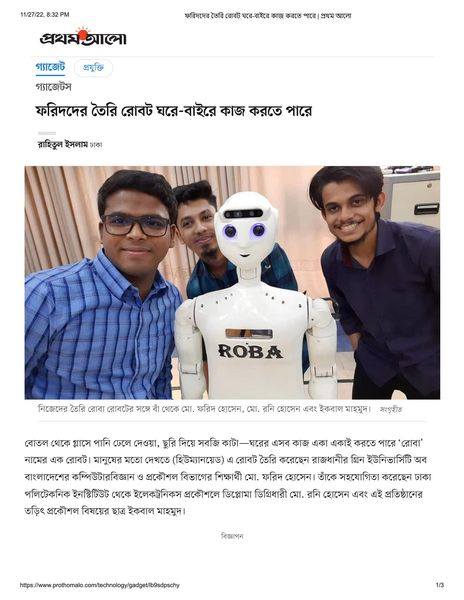 11/27/22, 8:32 PM
ফরিদদের তৈরি রোবট ঘরে-বাইরে কাজ করতে পারে | প্রথম আলো
প্রথম আলো
গ্যাজেট
প্রযুক্তি
গ্যাজেটস
ফরিদদের তৈরি রোবট ঘরে-বাইরে কাজ করতে পারে
রাহিতুল ইসলাম ঢাকা
ROBA
নিজেদের তৈরি রোবা রোবটের সঙ্গে বাঁ থেকে মো. ফরিদ হোসেন, মো. রনি হোসেন এবং ইকবাল মাহমুদ। সংগৃহীত
বোতল থেকে গ্লাসে পানি ঢেলে দেওয়া, ছুরি দিয়ে সবজি কাটা—ঘরের এসব কাজ একা একাই করতে পারে ‘রোবা’
নামের এক রোবট। মানুষের মতো দেখতে (হিউম্যানয়েড) এ রোবট তৈরি করেছেন রাজধানীর গ্রিন ইউনিভার্সিটি অব
বাংলাদেশের কম্পিউটারবিজ্ঞান ও প্রকৌশল বিভাগের শিক্ষার্থী মো. ফরিদ হোসেন। তাঁকে সহযোগিতা করেছেন ঢাকা
পলিটেকনিক ইনস্টিটিউট থেকে ইলেকট্রনিকস প্রকৌশলে ডিপ্লোমা ডিগ্রিধারী মো. রনি হোসেন এবং এই প্রতিষ্ঠানের
তড়িৎ প্রকৌশল বিষয়ের ছাত্র ইকবাল মাহমুদ।
বিজ্ঞাপন
https://www.prothomalo.com/technology/gadget/lb9sdpschy
1/3